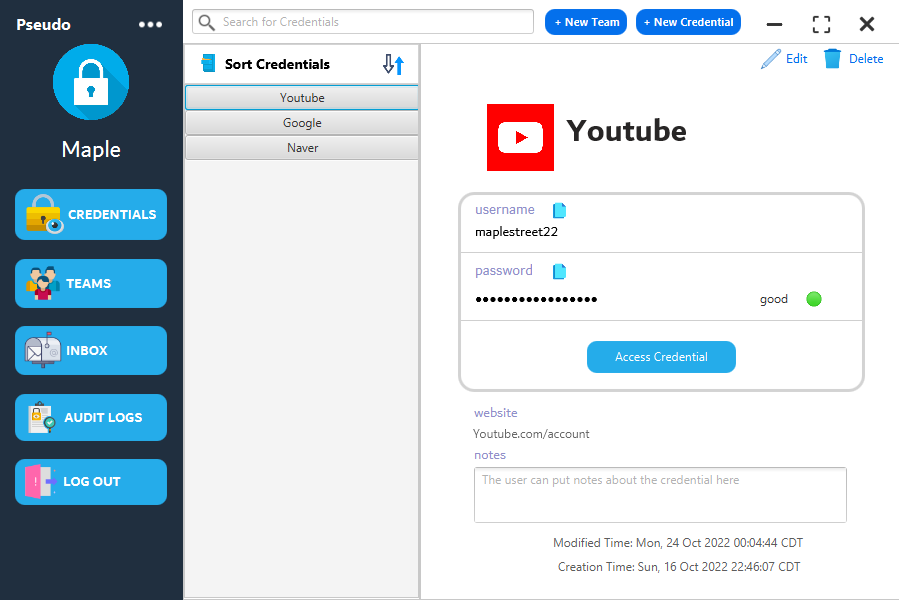 Pseudo
Maple
CREDENTIALS
TEAMS
INBOX
AUDIT LOGS
LOG OUT
Search for Credentials
+ New Team
+ New Credential
Sort Credentials
Youtube
Google
Naver
Edit
Delete
Youtube
username
maplestreet22
password
•••••••••••••••••
good
Access Credential
website
Youtube.com/account
notes
The user can put notes about the credential here
Modified Time: Mon, 24 Oct 2022 00:04:44 CDT
Creation Time: Sun, 16 Oct 2022 22:46:07 CDT